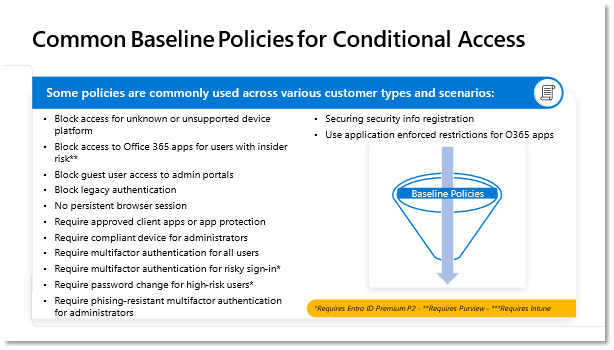 Common Baseline Policies for Conditional Access
Some policies are commonly used across various customer types and scenarios:
• Block access for unknown or unsupported device
platform
• Block access to Office 365 apps for users with insider
risk**
• Block guest user access to admin portals
• Block legacy authentication
• No persistent browser session
• Require approved client apps or app protection
• Require compliant device for administrators
• Require multifactor authentication for all users
• Require multifactor authentication for risky sign-in*
• Require password change for high-risk users*
• Require phising-resistant multifactor authentication
for administrators
• Securing security info registration
• Use application enforced restrictions for O365 apps
Baseline Policies
*Requires Entra ID Premium P2 - **Requires Purview - ***Requires Intune